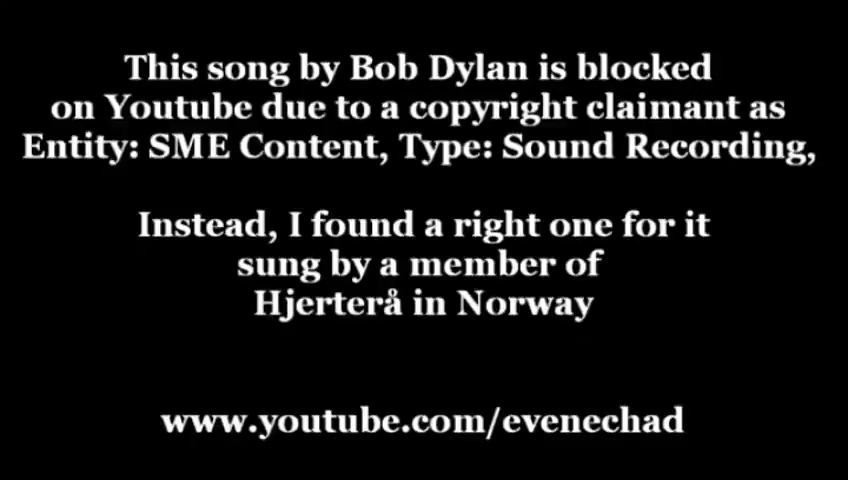 This song by Bob Dylan is blocked
on Youtube due to a copyright claimant as
Entity: SME Content, Type: Sound Recording,
Instead, I found a right one for it
sung by a member of
Hjerterå in Norway
www.youtube.com/evenechad